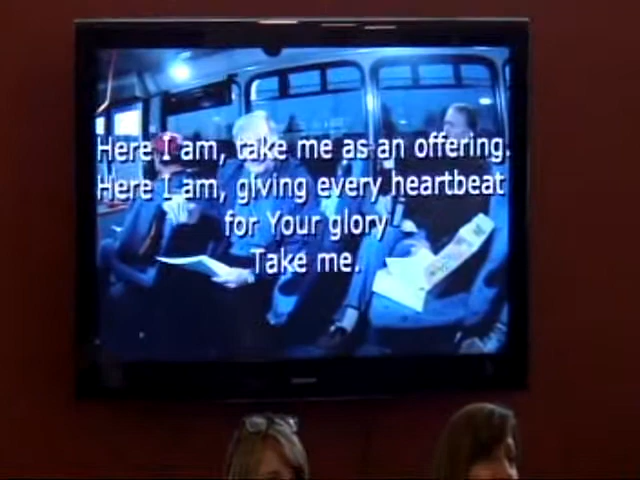 Here I am, take me as an offering.
Here I am, giving every heartbeat
for Your glory
Take me.